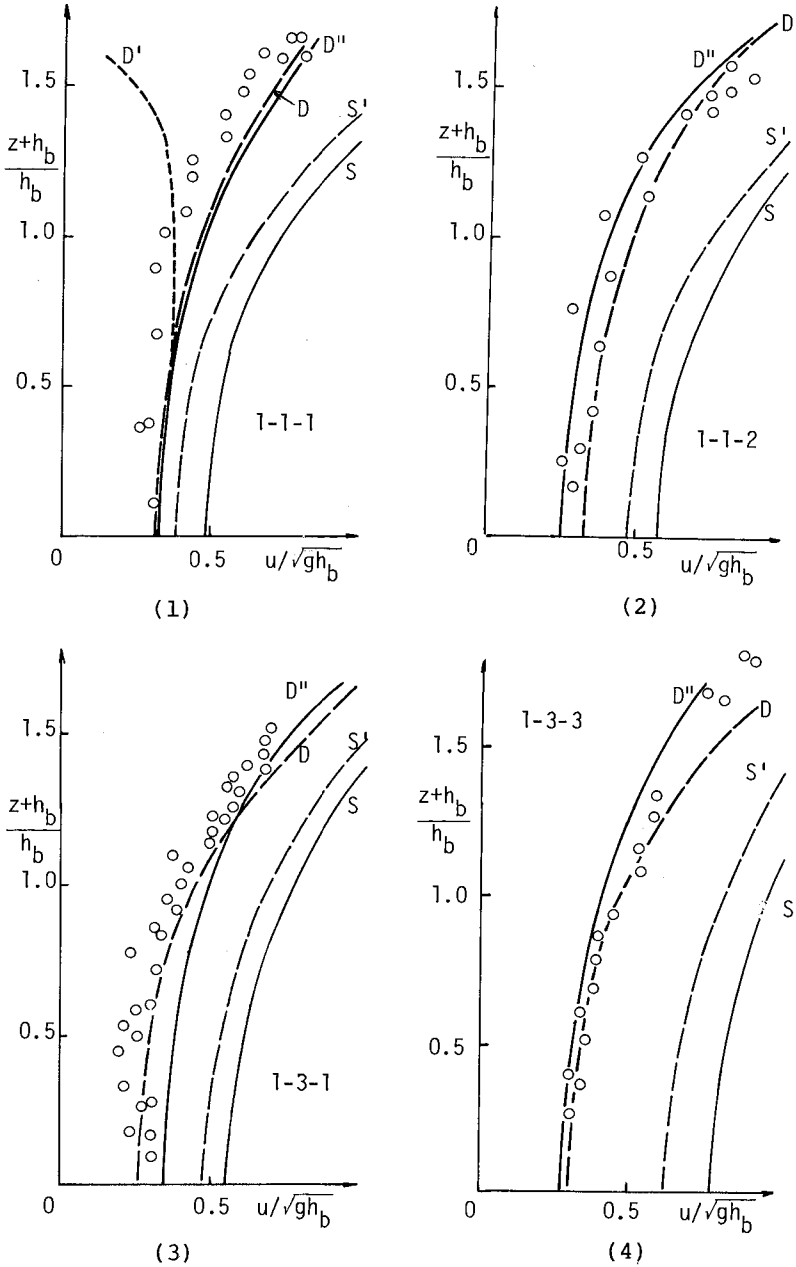 D'
D"
D
S'
S
1.5
z+h_b
h_b
1.0
0.5
1-1-1
0
0.5
u/√gh_b
(1)
D
D"
S'
S
1.5
z+h_b
h_b
1.0
0.5
1-1-2
0
0.5
u/√gh_b
(2)
D"
D
S'
S
1.5
z+h_b
h_b
1.0
0.5
1-3-1
0
0.5
u/√gh_b
(3)
D"
D
S'
S
1-3-3
1.5
z+h_b
h_b
1.0
0.5
0
0.5
u/√gh_b
(4)